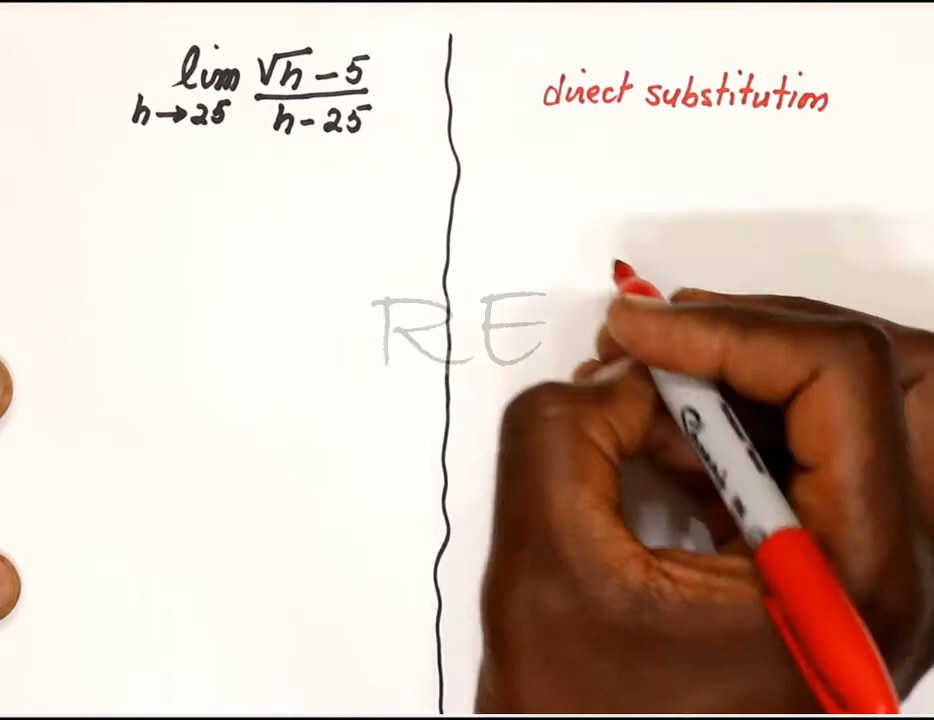 lim √h - 5
h→25 h - 25
direct substitution
RE